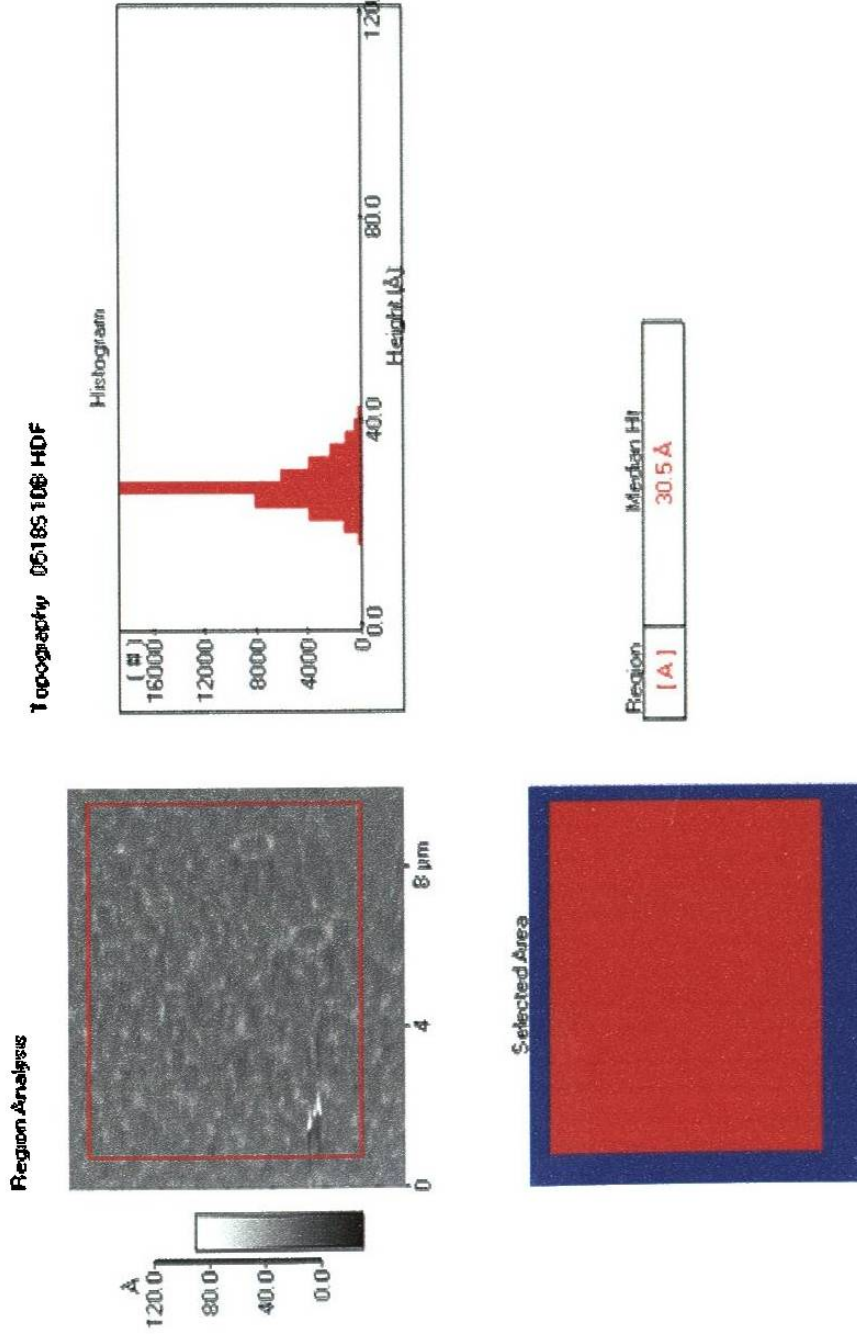 Region Analysis
Topography 05185108 HDF
Å
120.0
80.0
40.0
0.0
0
4
8 µm
Histogram
(#)
16000
12000
8000
4000
0
0.0
40.0
80.0
120.
Height [Å]
Selected Area
Region
Median Ht
[A]
30.5 Å